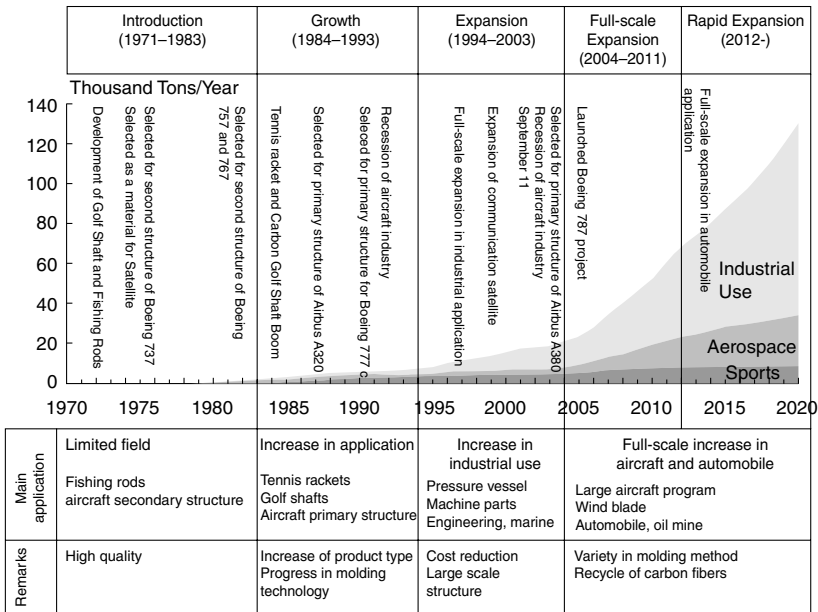 Introduction
(1971–1983)
Growth
(1984–1993)
Expansion
(1994–2003)
Full-scale
Expansion
(2004–2011)
Rapid Expansion
(2012-)
Thousand Tons/Year
140
120
100
80
60
40
20
0
Development of Golf Shaft and Fishing Rods
Selected as a material for Satellite
Selected for second structure of Boeing 737
Selected for second structure of Boeing
757 and 767
Tennis racket and Carbon Golf Shaft Boom
Selected for primary structure of Airbus A320
Seleced for primary structure for Boeing 777 c
Recession of aircraft industry
Full-scale expansion in industrial application
Expansion of communication satellite
September 11
Recession of aircraft industry
Selected for primary structure of Airbus A380
Launched Boeing 787 project
Full-scale expansion in automobile
application
Industrial
Use
Aerospace
Sports
1970
1975
1980
1985
1990
1995
2000
2005
2010
2015
2020
Main
application
Limited field
Fishing rods
aircraft secondary structure
Increase in application
Tennis rackets
Golf shafts
Aircraft primary structure
Increase in
industrial use
Pressure vessel
Machine parts
Engineering, marine
Full-scale increase in
aircraft and automobile
Large aircraft program
Wind blade
Automobile, oil mine
Remarks
High quality
Increase of product type
Progress in molding
technology
Cost reduction
Large scale
structure
Variety in molding method
Recycle of carbon fibers